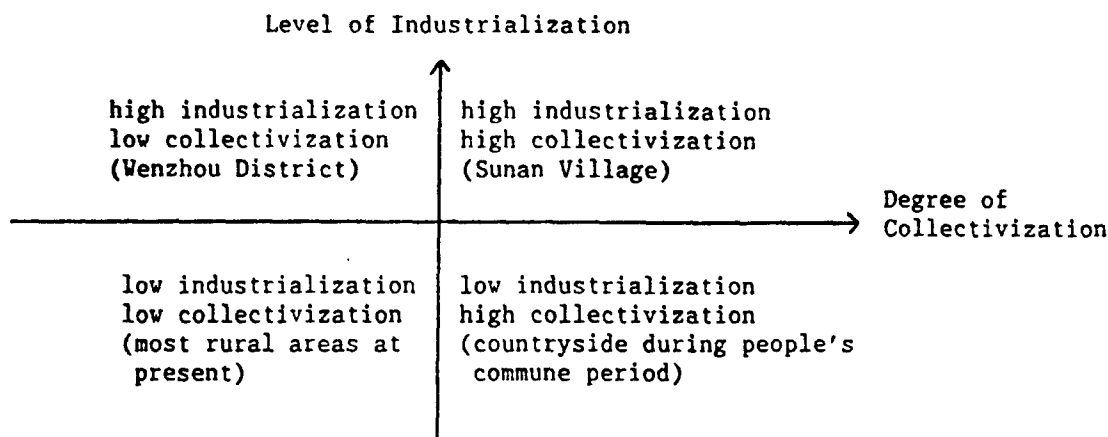 Level of Industrialization
high industrialization
low collectivization
(Wenzhou District)
high industrialization
high collectivization
(Sunan Village)
Degree of
Collectivization
low industrialization
low collectivization
(most rural areas at
present)
low industrialization
high collectivization
(countryside during people's
commune period)